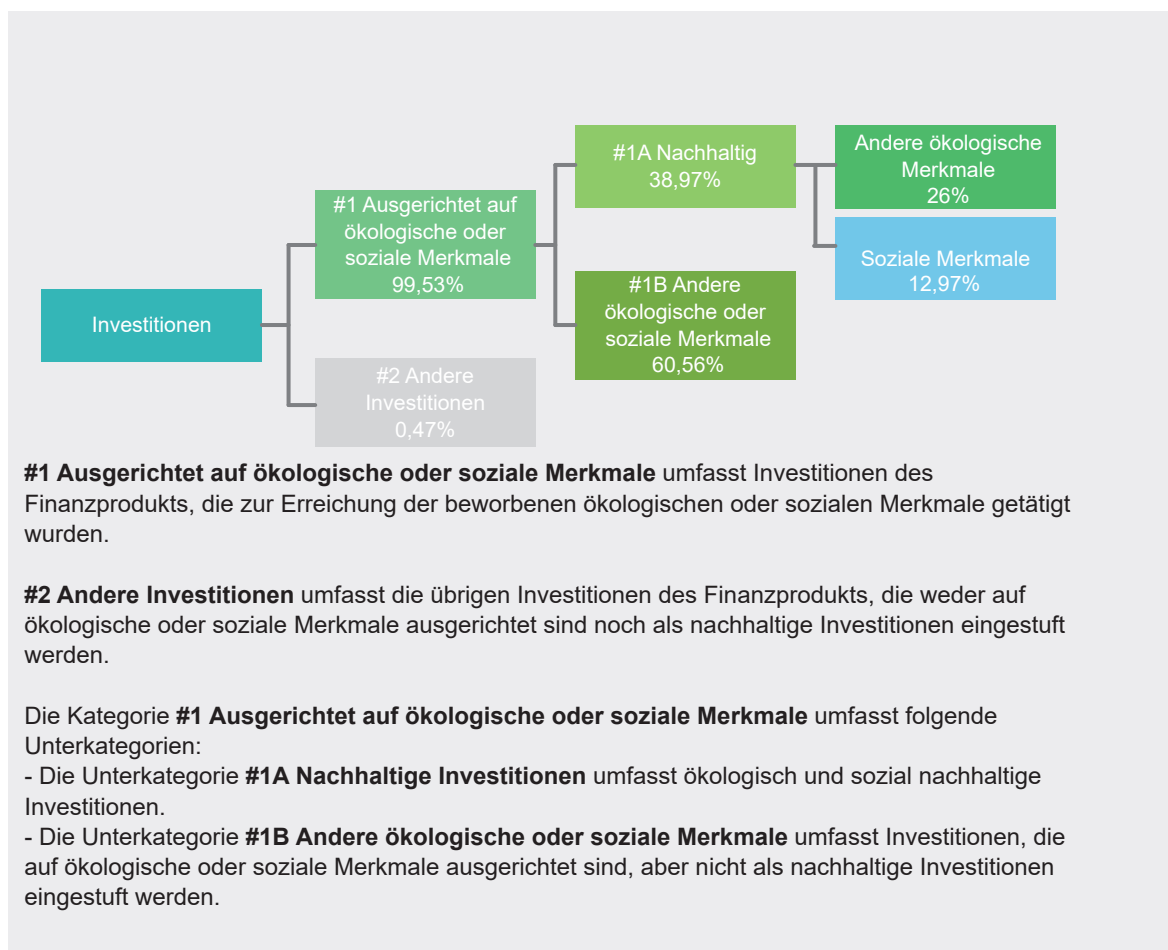 Investitionen
#1 Ausgerichtet auf
ökologische oder
soziale Merkmale
99,53%
#2 Andere
Investitionen
0,47%
#1A Nachhaltig
38,97%
#1B Andere
ökologische oder
soziale Merkmale
60,56%
Andere ökologische
Merkmale
26%
Soziale Merkmale
12,97%
#1 Ausgerichtet auf ökologische oder soziale Merkmale umfasst Investitionen des
Finanzprodukts, die zur Erreichung der beworbenen ökologischen oder sozialen Merkmale getätigt
wurden.
#2 Andere Investitionen umfasst die übrigen Investitionen des Finanzprodukts, die weder auf
ökologische oder soziale Merkmale ausgerichtet sind noch als nachhaltige Investitionen eingestuft
werden.
Die Kategorie #1 Ausgerichtet auf ökologische oder soziale Merkmale umfasst folgende
Unterkategorien:
- Die Unterkategorie #1A Nachhaltige Investitionen umfasst ökologisch und sozial nachhaltige
Investitionen.
- Die Unterkategorie #1B Andere ökologische oder soziale Merkmale umfasst Investitionen, die
auf ökologische oder soziale Merkmale ausgerichtet sind, aber nicht als nachhaltige Investitionen
eingestuft werden.